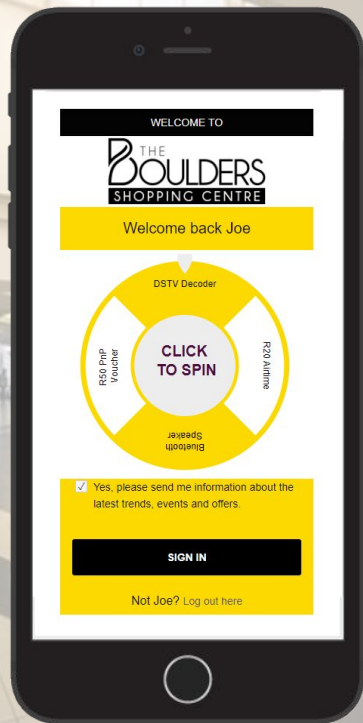 WELCOME TO
THE
BOULDERS
SHOPPING CENTRE
Welcome back Joe
DSTV Decoder
R50 PnP
Voucher
CLICK
TO SPIN
R20 Airtime
Bluetooth
Speaker
Yes, please send me information about the
latest trends, events and offers.
SIGN IN
Not Joe? Log out here